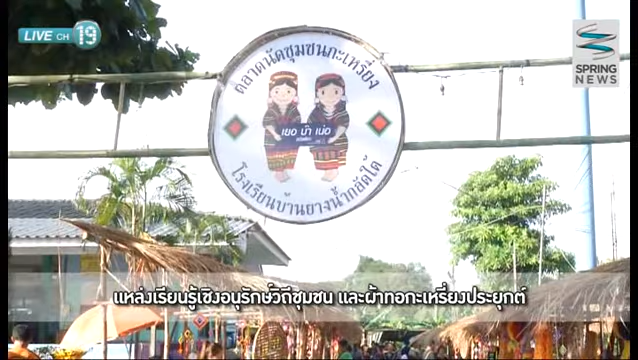 LIVE CH 19
SPRING
NEWS
ตลาดนัดชุมชนกะเหรี่ยง
เยอ นำ้ เน่อ
โรงเรียนบ้านยางน้ำกลัดใต้
แหล่งเรียนรู้เชิงอนุรักษ์วิถีชุมชน และผ้าทอกะเหรี่ยงประยุกต์